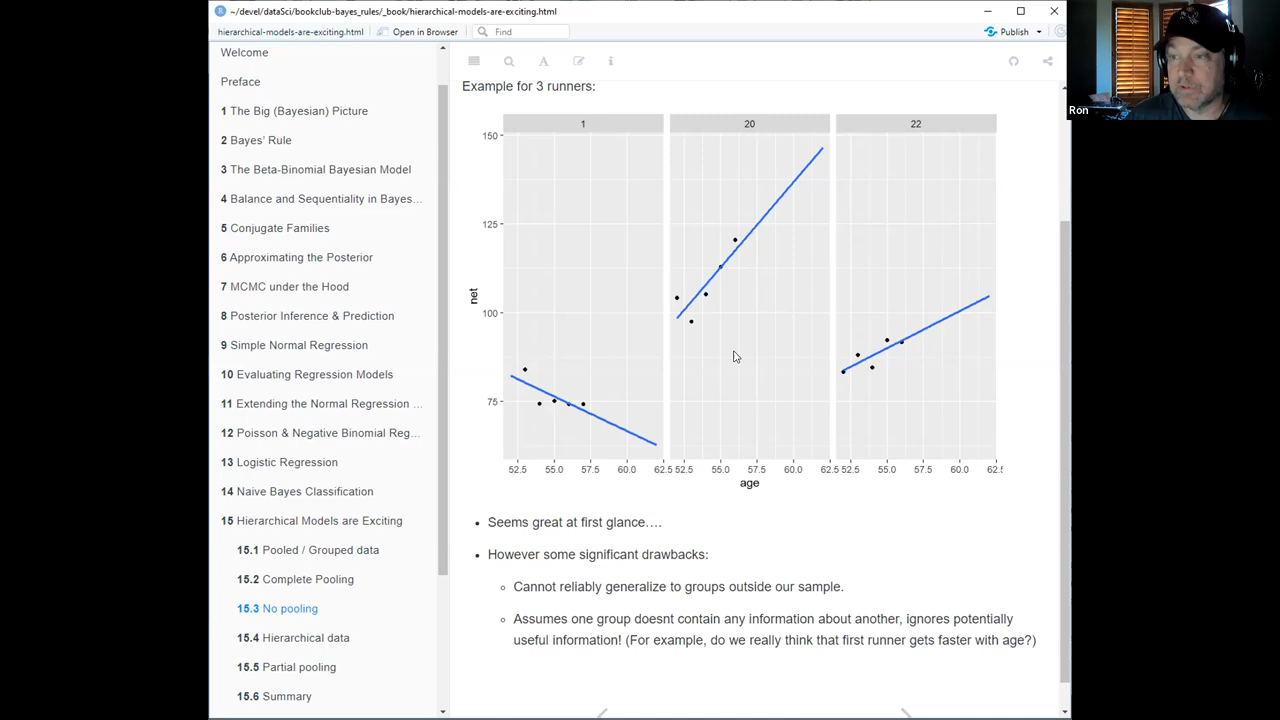 ~/devel/dataSci/bookclub-bayes_rules/_book/hierarchical-models-are-exciting.html
hierarchical-models-are-exciting.html
Open in Browser
Find
Publish
Ron
Welcome
Preface
1 The Big (Bayesian) Picture
2 Bayes' Rule
3 The Beta-Binomial Bayesian Model
4 Balance and Sequentiality in Bayes...
5 Conjugate Families
6 Approximating the Posterior
7 MCMC under the Hood
8 Posterior Inference & Prediction
9 Simple Normal Regression
10 Evaluating Regression Models
11 Extending the Normal Regression ...
12 Poisson & Negative Binomial Reg...
13 Logistic Regression
14 Naive Bayes Classification
15 Hierarchical Models are Exciting
15.1 Pooled / Grouped data
15.2 Complete Pooling
15.3 No pooling
15.4 Hierarchical data
15.5 Partial pooling
15.6 Summary
Example for 3 runners:
1 20 22
150
125
100
75
net
52.5 55.0 57.5 60.0 62.5 52.5 55.0 57.5 60.0 62.5 52.5 55.0 57.5 60.0 62.5
age
• Seems great at first glance....
• However some significant drawbacks:
Cannot reliably generalize to groups outside our sample.
Assumes one group doesnt contain any information about another, ignores potentially
useful information! (For example, do we really think that first runner gets faster with age?)